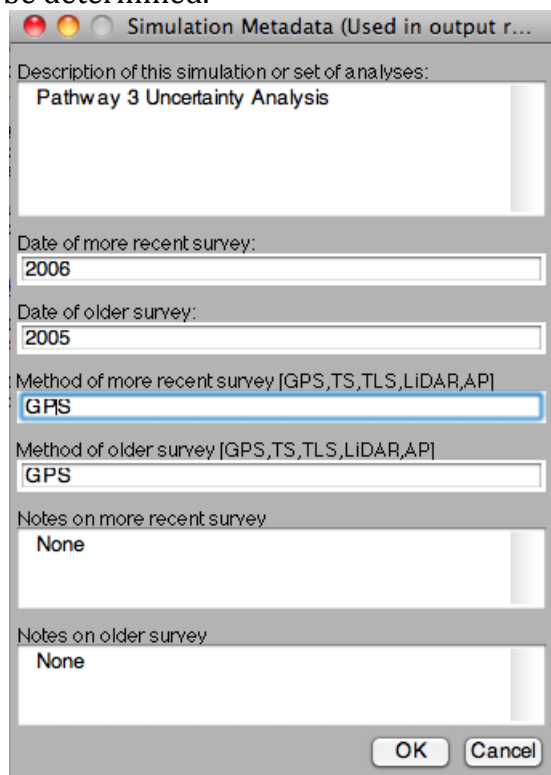 be determined.
Simulation Metadata (Used in output r...
Description of this simulation or set of analyses:
Pathway 3 Uncertainty Analysis
Date of more recent survey:
2006
Date of older survey:
2005
Method of more recent survey [GPS,TS,TLS,LiDAR,AP]
GPS
Method of older survey [GPS,TS,TLS,LiDAR,AP]
GPS
Notes on more recent survey
None
Notes on older survey
None
OK Cancel